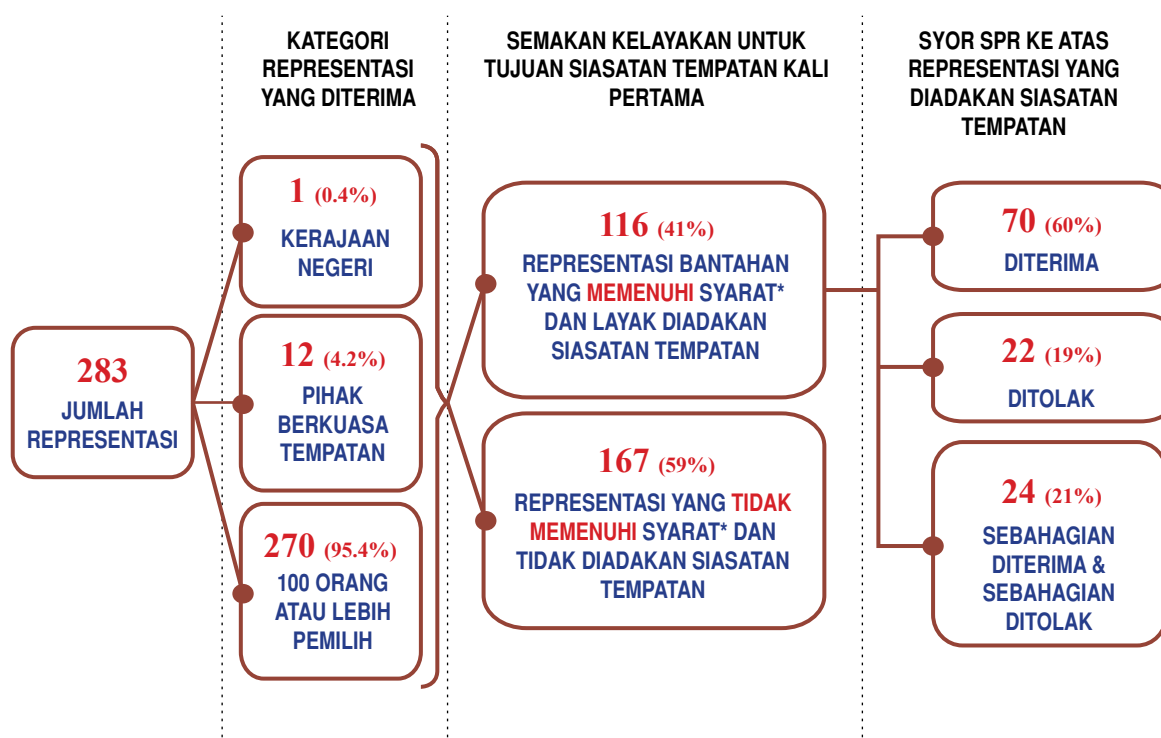 KATEGORI
REPRESENTASI
YANG DITERIMA
SEMAKAN KELAYAKAN UNTUK
TUJUAN SIASATAN TEMPATAN KALI
PERTAMA
SYOR SPR KE ATAS
REPRESENTASI YANG
DIADAKAN SIASATAN
TEMPATAN
283
JUMLAH
REPRESENTASI
1 (0.4%)
KERAJAAN
NEGERI
12 (4.2%)
PIHAK
BERKUASA
TEMPATAN
270 (95.4%)
100 ORANG
ATAU LEBIH
PEMILIH
116 (41%)
REPRESENTASI BANTAHAN
YANG MEMENUHI SYARAT*
DAN LAYAK DIADAKAN
SIASATAN TEMPATAN
167 (59%)
REPRESENTASI YANG TIDAK
MEMENUHI SYARAT* DAN
TIDAK DIADAKAN SIASATAN
TEMPATAN
70 (60%)
DITERIMA
22 (19%)
DITOLAK
24 (21%)
SEBAHAGIAN
DITERIMA &
SEBAHAGIAN
DITOLAK